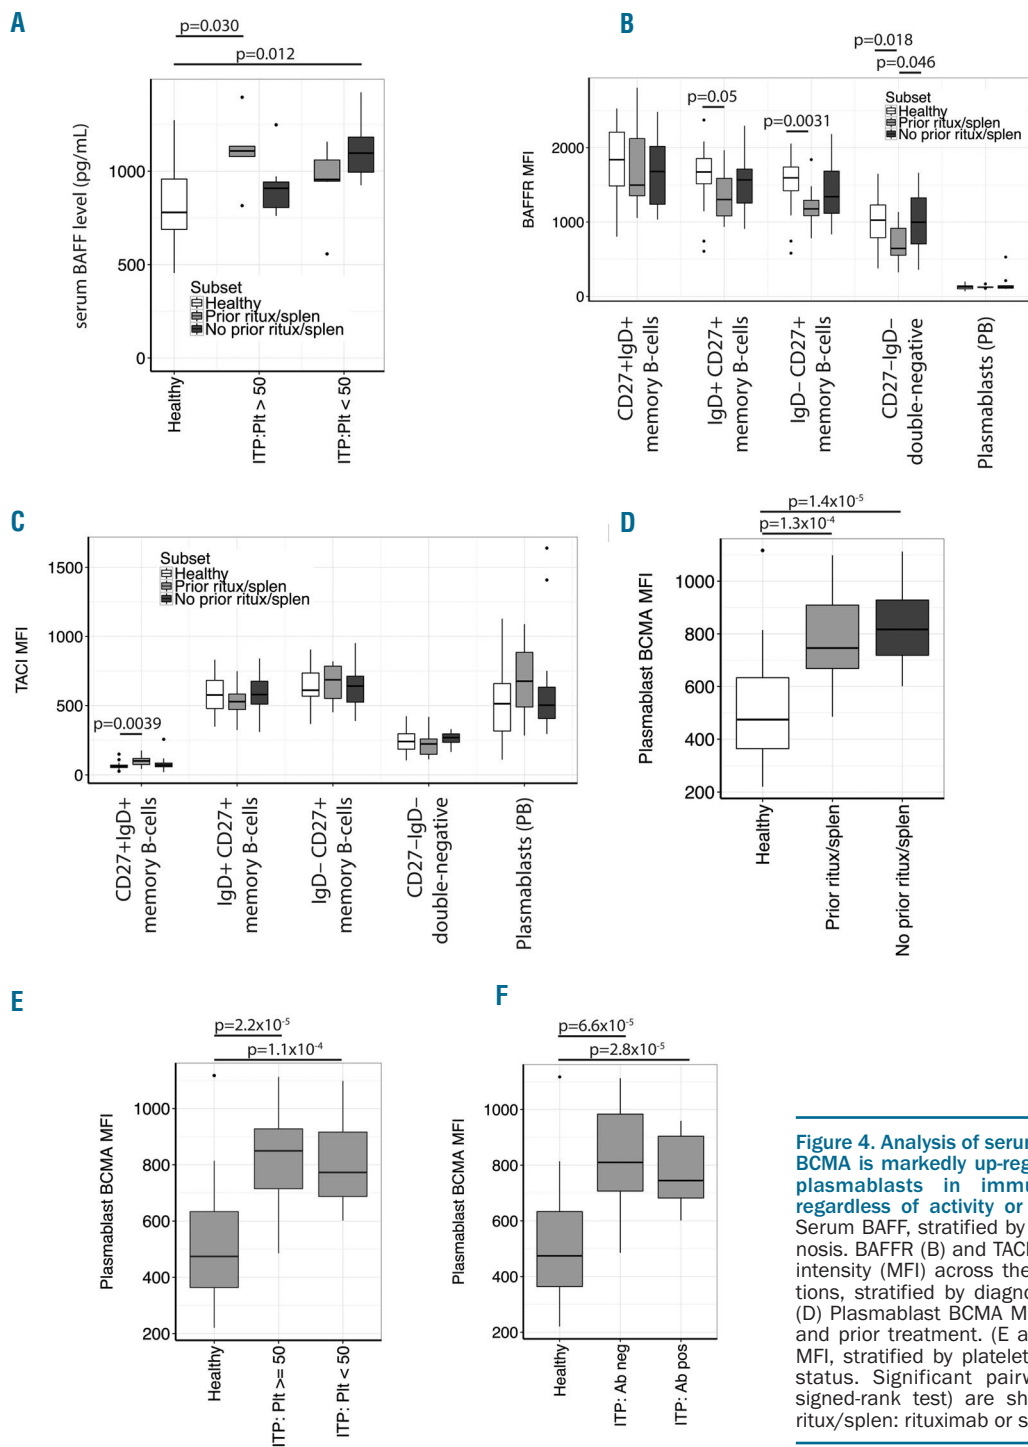 A
p=0.030
p=0.012
serum BAFF level (pg/mL)
1000
500
0
Subset
Healthy
Prior ritux/splen
No prior ritux/splen
Healthy
ITP:Plt > 50
ITP:Plt < 50
B
p=0.018
p=0.046
p=0.05
p=0.0031
Subset
Healthy
Prior ritux/splen
No prior ritux/splen
BAFFR MFI
2000
1000
0
CD27+IgD+
memory B-cells
IgD+ CD27+
memory B-cells
IgD− CD27+
memory B-cells
CD27−IgD−
double-negative
Plasmablasts (PB)
C
Subset
Healthy
Prior ritux/splen
No prior ritux/splen
TACI MFI
1500
1000
500
0
p=0.0039
CD27+IgD+
memory B-cells
IgD+ CD27+
memory B-cells
IgD− CD27+
memory B-cells
CD27−IgD−
double-negative
Plasmablasts (PB)
D
p=1.4x10-5
p=1.3x10-4
Plasmablast BCMA MFI
1000
800
600
400
200
Healthy
Prior ritux/splen
No prior ritux/splen
E
p=2.2x10-5
p=1.1x10-4
Plasmablast BCMA MFI
1000
800
600
400
200
Healthy
ITP: Plt >= 50
ITP: Plt < 50
F
p=6.6x10-5
p=2.8x10-5
Plasmablast BCMA MFI
1000
800
600
400
200
Healthy
ITP: Ab neg
ITP: Ab pos
Figure 4. Analysis of serum
BCMA is markedly up-reg
plasmablasts in immu
regardless of activity or
Serum BAFF, stratified by
nosis. BAFFR (B) and TACI
intensity (MFI) across the
tions, stratified by diagno
(D) Plasmablast BCMA M
and prior treatment. (E a
MFI, stratified by platelet
status. Significant pairw
signed-rank test) are sh
ritux/splen: rituximab or s